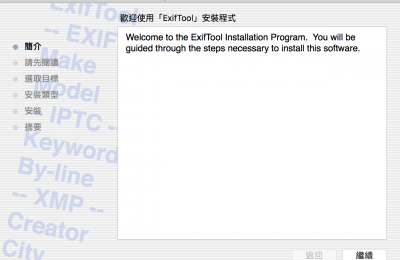 歡迎使用「ExifTool」安裝程式
ExifTool
-- EXIF
Make
Model
-- IPTC --
Keyword
By-line
-- XMP --
Creator
City
簡介
請先閱讀
選取目標
安裝類型
安裝
摘要
Welcome to the ExifTool Installation Program.  You will be
guided through the steps necessary to install this software.
返回
繼續